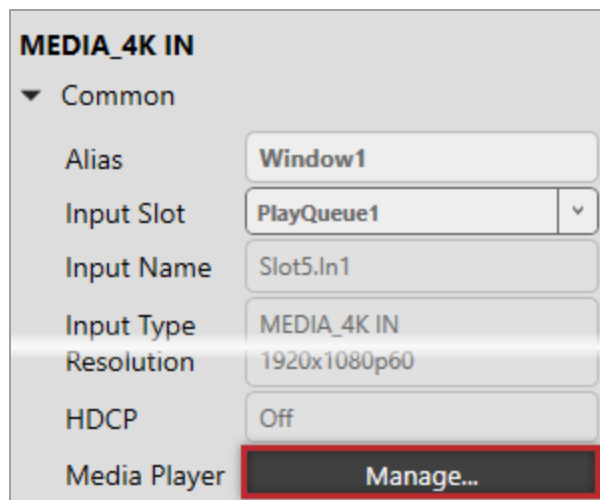 MEDIA_4K IN
Common
Alias Window1
Input Slot PlayQueue1
Input Name Slot5.In1
Input Type MEDIA_4K IN
Resolution 1920x1080p60
HDCP Off
Media Player Manage...